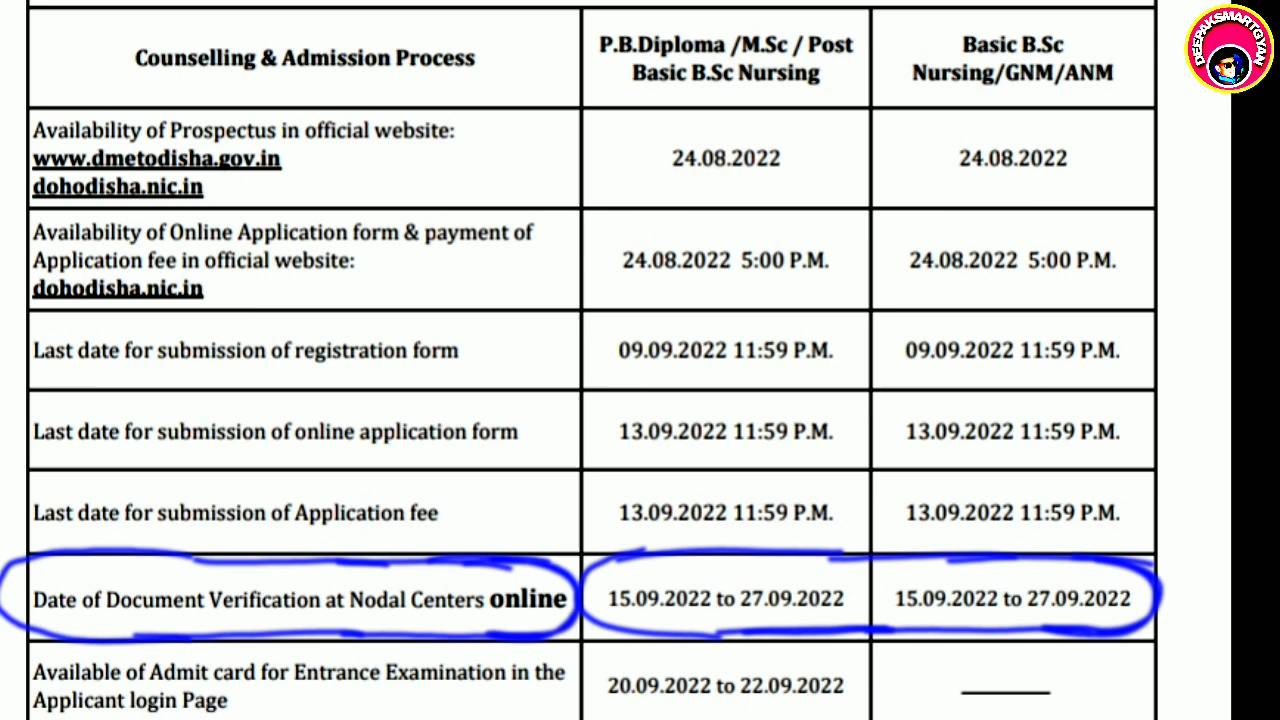 Counselling & Admission Process
P.B.Diploma /M.Sc / Post
Basic B.Sc Nursing
Basic B.Sc
Nursing/GNM/ANM
Availability of Prospectus in official website:
www.dmetodisha.gov.in
dohodisha.nic.in
24.08.2022
24.08.2022
Availability of Online Application form & payment of
Application fee in official website:
dohodisha.nic.in
24.08.2022 5:00 P.M.
24.08.2022 5:00 P.M.
Last date for submission of registration form
09.09.2022 11:59 P.M.
09.09.2022 11:59 P.M.
Last date for submission of online application form
13.09.2022 11:59 P.M.
13.09.2022 11:59 P.M.
Last date for submission of Application fee
13.09.2022 11:59 P.M.
13.09.2022 11:59 P.M.
Date of Document Verification at Nodal Centers online
15.09.2022 to 27.09.2022
15.09.2022 to 27.09.2022
Available of Admit card for Entrance Examination in the
Applicant login Page
20.09.2022 to 22.09.2022
DEEPAKSMARTGYAN